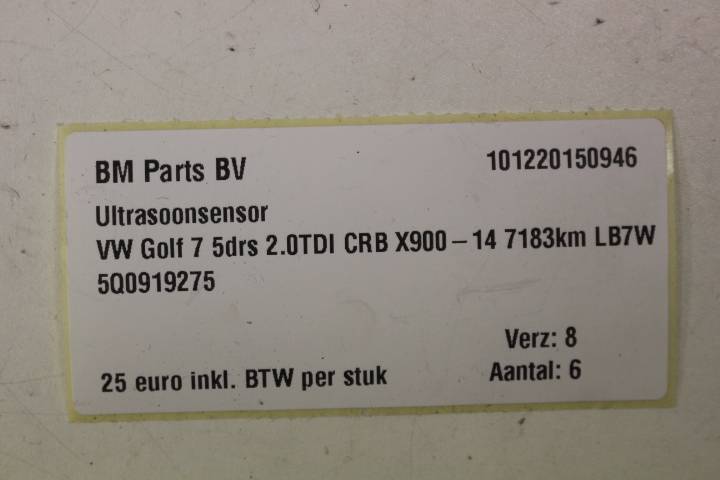 BM Parts BV 101220150946
Ultrasoonsensor
VW Golf 7 5drs 2.0TDI CRB X900 – 14 7183km LB7W
5Q0919275
Verz: 8
25 euro inkl. BTW per stuk Aantal: 6